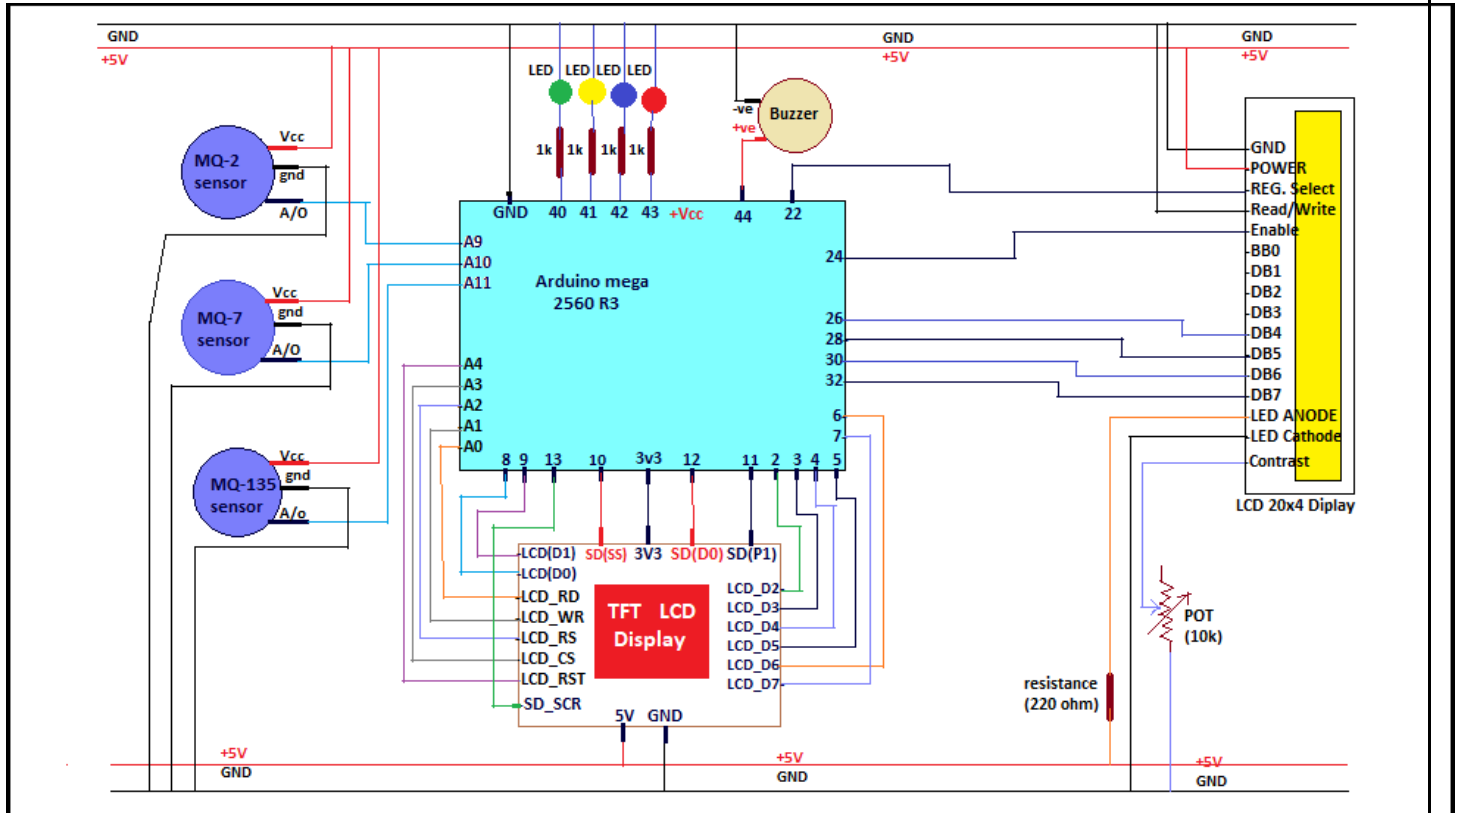 GND
GND
GND
+5V
+5V
+5V
LED
LED
LED
LED
1k
1k
1k
1k
-ve
+ve
Buzzer
MQ-2
sensor
Vcc
gnd
A/O
MQ-7
sensor
Vcc
gnd
A/O
MQ-135
sensor
Vcc
gnd
A/o
GND
40
41
42
43
+Vcc
44
22
A9
A10
A11
Arduino mega
2560 R3
24
26
28
30
32
6
7
A4
A3
A2
A1
A0
8
9
13
10
3v3
12
11
2
3
4
5
GND
POWER
REG. Select
Read/Write
Enable
BB0
DB1
DB2
DB3
DB4
DB5
DB6
DB7
LED ANODE
LED Cathode
Contrast
LCD 20x4 Diplay
LCD(D1)
SD(SS)
3V3
SD(D0)
SD(P1)
LCD(D0)
LCD_RD
LCD_WR
LCD_RS
LCD_CS
LCD_RST
SD_SCR
TFT LCD
Display
LCD_D2
LCD_D3
LCD_D4
LCD_D5
LCD_D6
LCD_D7
5V
GND
POT
(10k)
resistance
(220 ohm)
+5V
GND
+5V
GND
+5V
GND